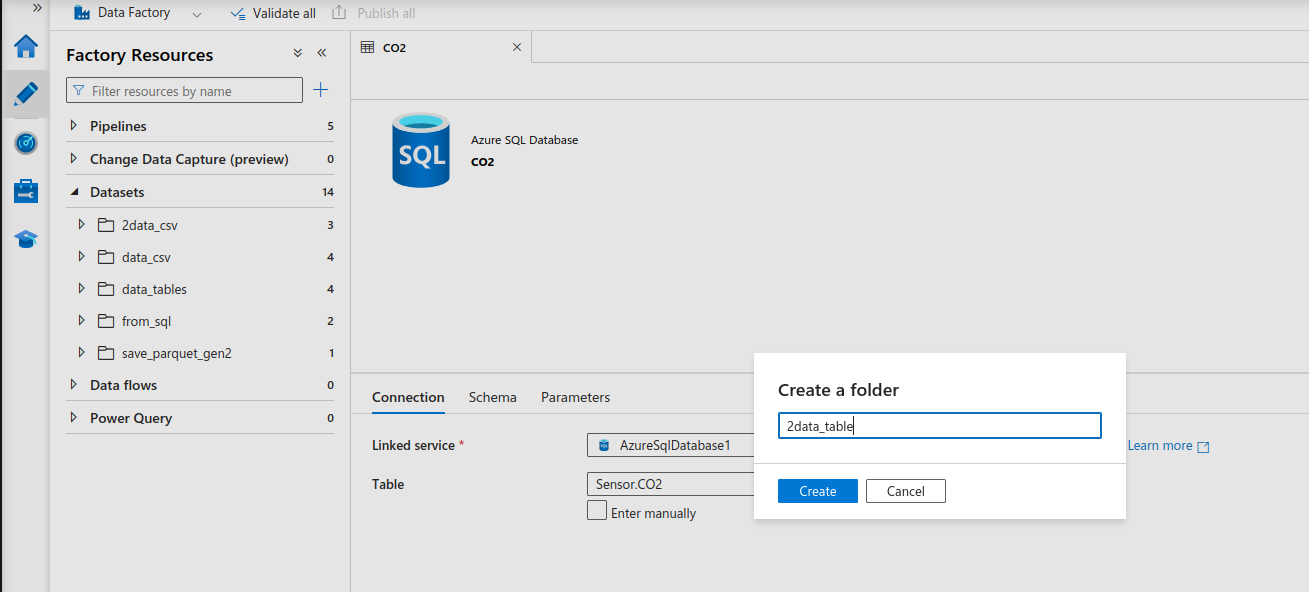 Data Factory
Validate all
Publish all
Factory Resources
Filter resources by name
Pipelines 5
Change Data Capture (preview) 0
Datasets 14
2data_csv 3
data_csv 4
data_tables 4
from_sql 2
save_parquet_gen2 1
Data flows 0
Power Query 0
CO2
SQL
Azure SQL Database
CO2
Connection Schema Parameters
Linked service *
SQL
AzureSqlDatabase1
Learn more
Table
Sensor.CO2
Enter manually
Create a folder
2data_table
Create Cancel